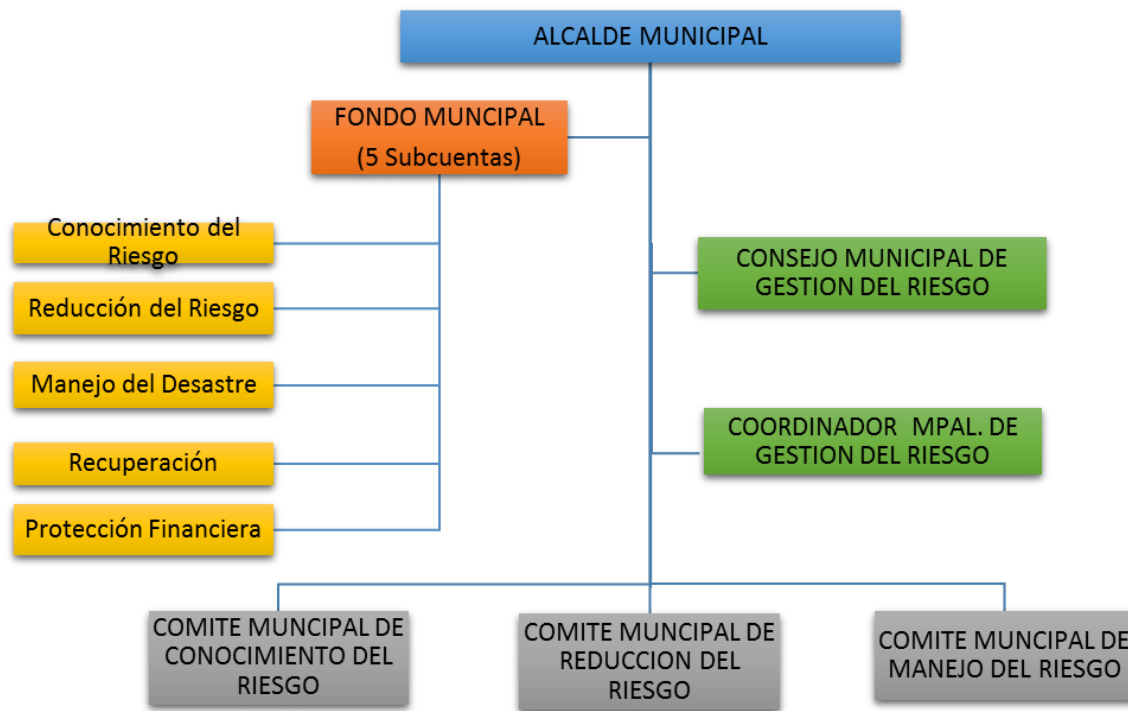 ALCALDE MUNICIPAL
FONDO MUNCIPAL
(5 Subcuentas)
Conocimiento del
Riesgo
Reducción del Riesgo
Manejo del Desastre
Recuperación
Protección Financiera
CONSEJO MUNICIPAL DE
GESTION DEL RIESGO
COORDINADOR MPAL. DE
GESTION DEL RIESGO
COMITE MUNCIPAL DE
CONOCIMIENTO DEL
RIESGO
COMITE MUNCIPAL DE
REDUCCION DEL
RIESGO
COMITE MUNCIPAL DE
MANEJO DEL RIESGO